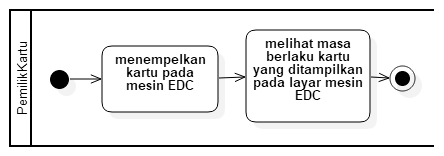 PemilikKartu
menempelkan
kartu pada
mesin EDC
melihat masa
berlaku kartu
yang ditampilkan
pada layar mesin
EDC